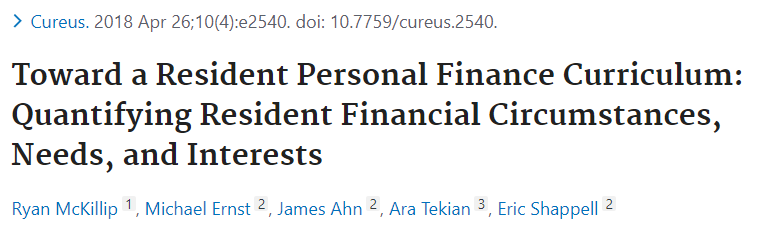 > Cureus. 2018 Apr 26;10(4):e2540. doi: 10.7759/cureus.2540.
Toward a Resident Personal Finance Curriculum:
Quantifying Resident Financial Circumstances,
Needs, and Interests
Ryan McKillip 1, Michael Ernst 2, James Ahn 2, Ara Tekian 3, Eric Shappell 2